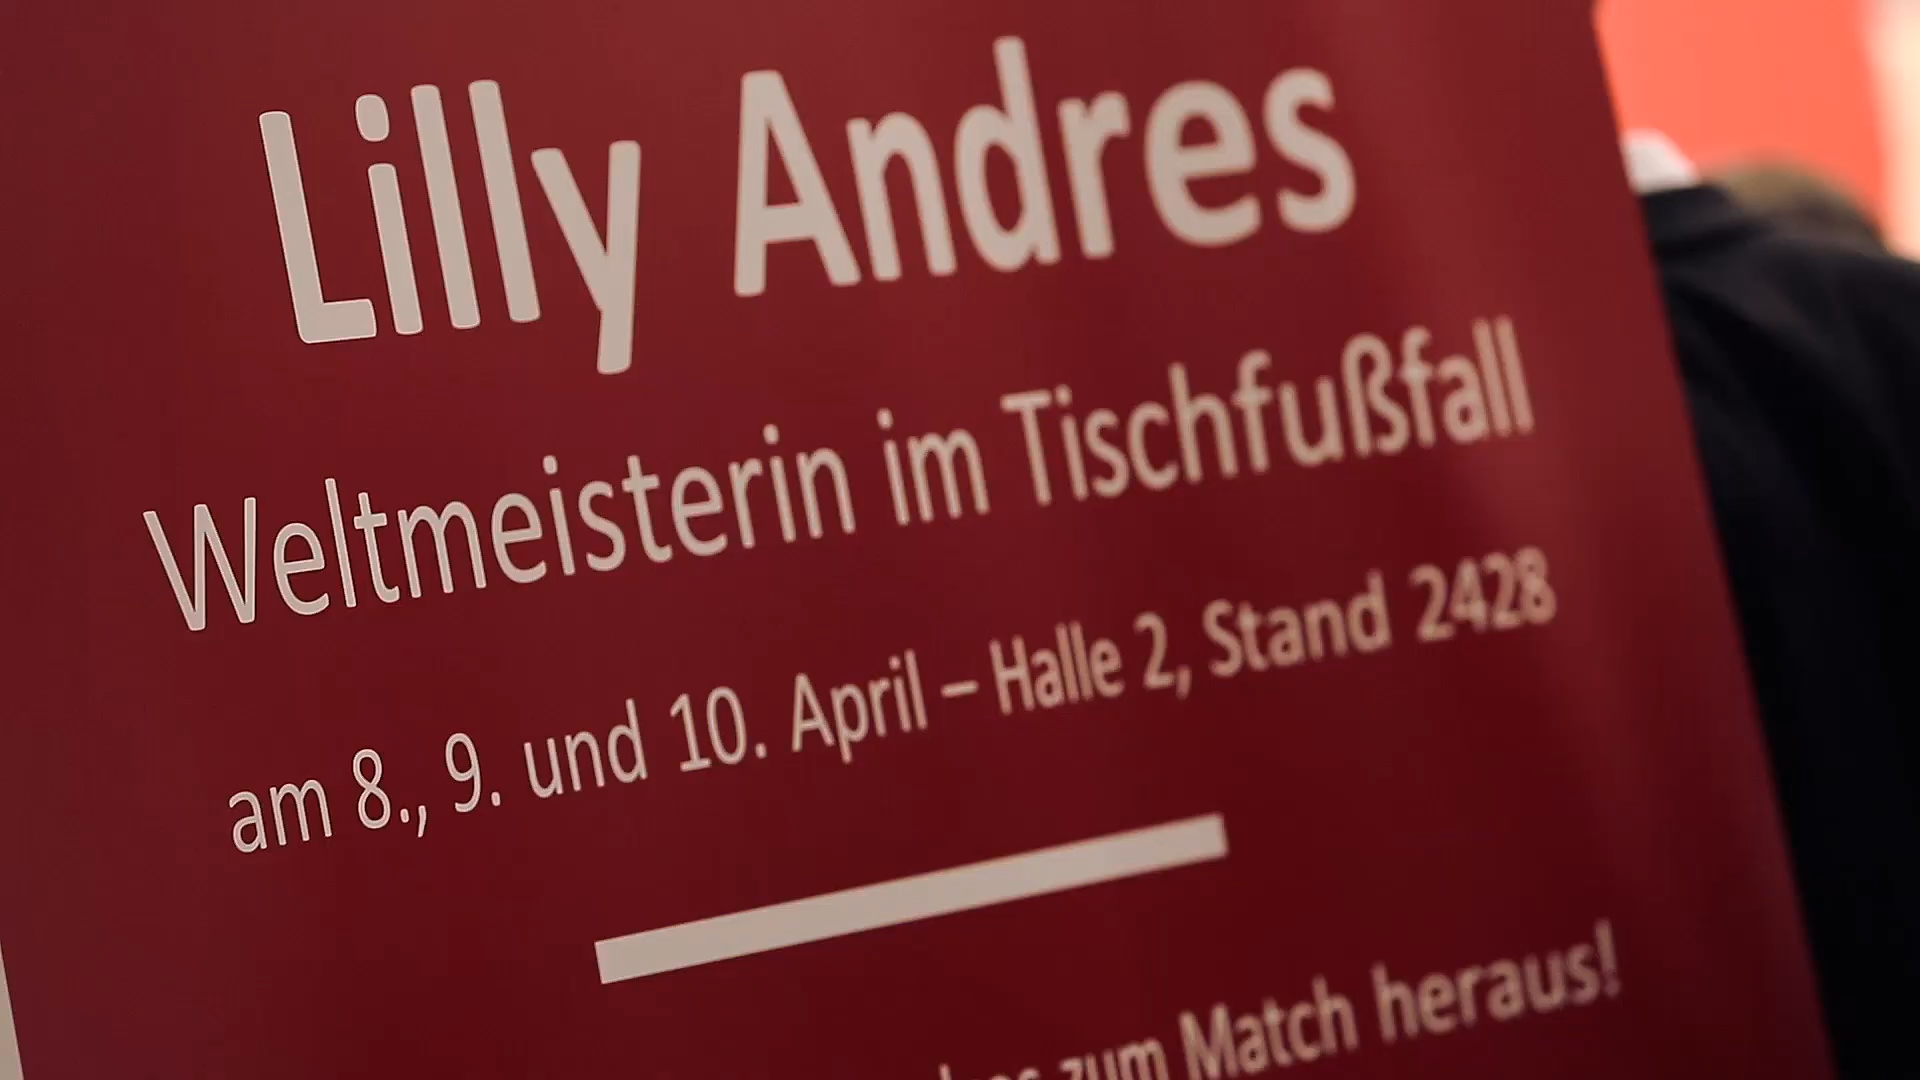 Lilly Andres
Weltmeisterin im Tischfußfall
am 8., 9. und 10. April – Halle 2, Stand 2428
zum Match heraus!